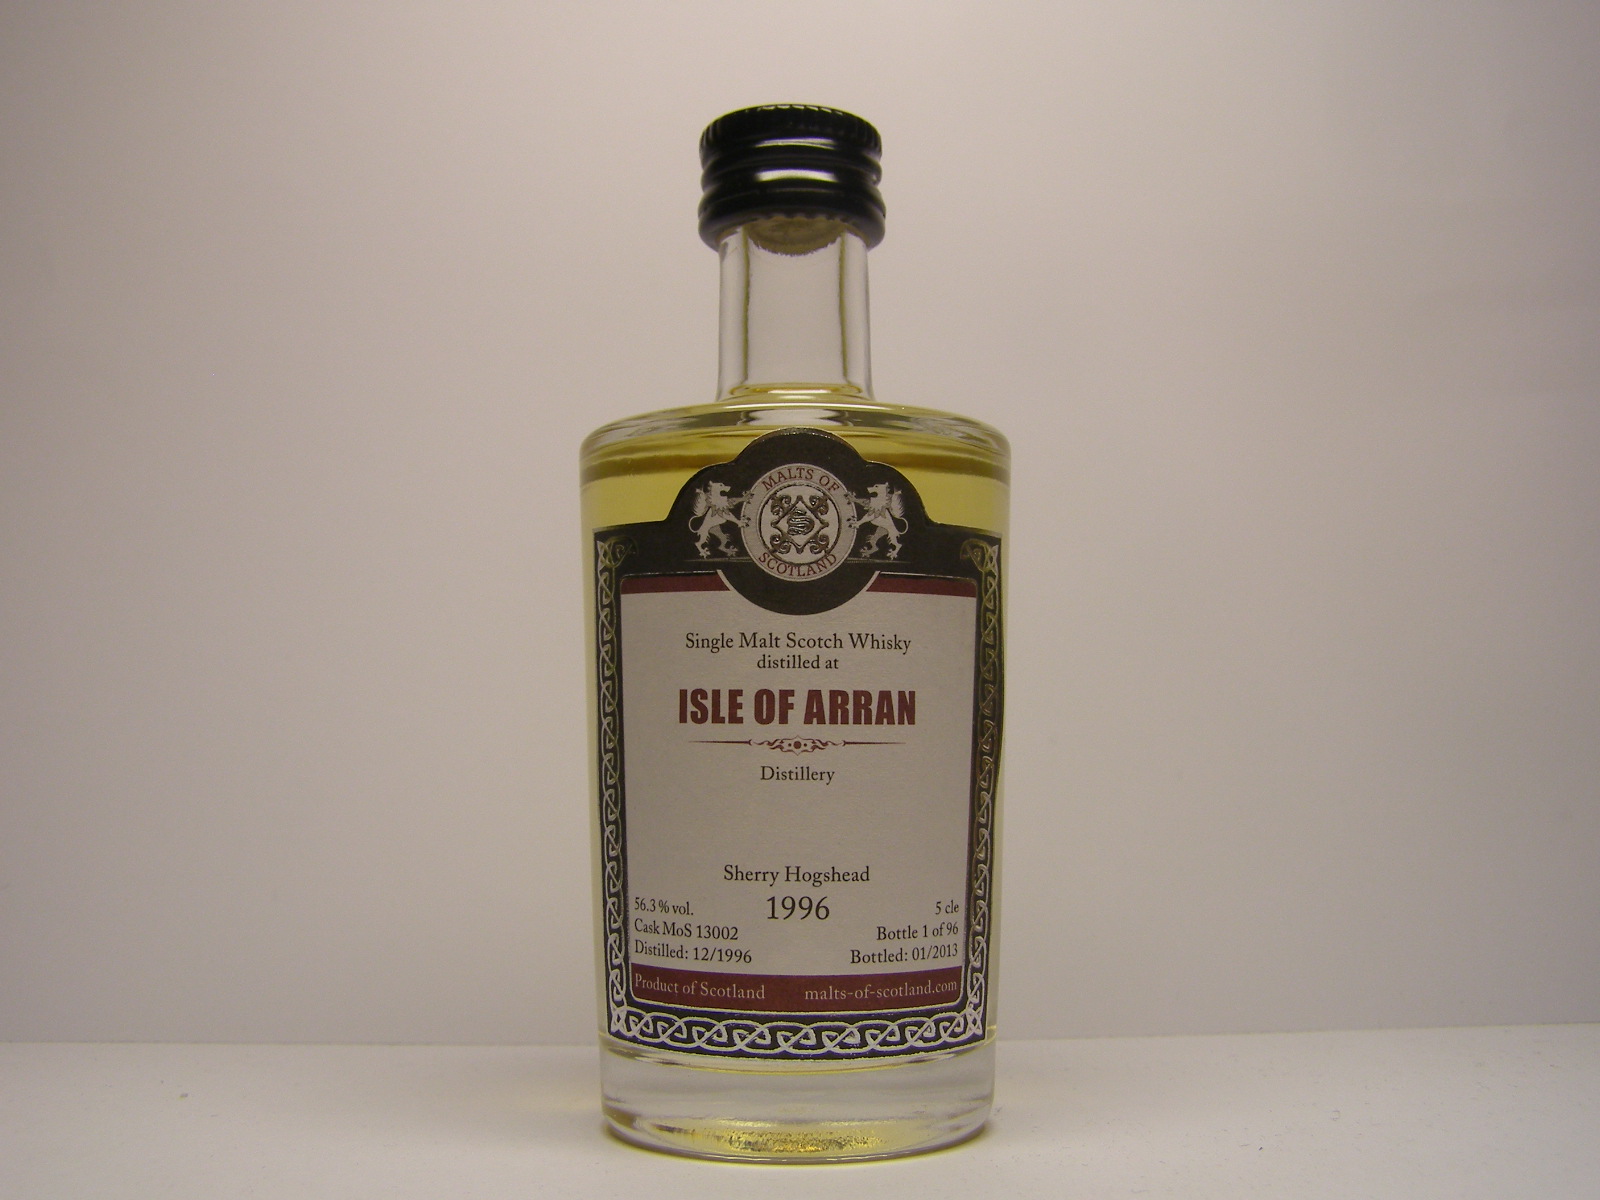 MALTS OF
SCOTLAND
Single Malt Scotch Whisky
distilled at
ISLE OF ARRAN
Distillery
Sherry Hogshead
1996
56.3 % vol.
Cask MoS 13002
Distilled: 12/1996
5 cle
Bottle 1 of 96
Bottled: 01/2013
Product of Scotland
malts-of-scotland.com